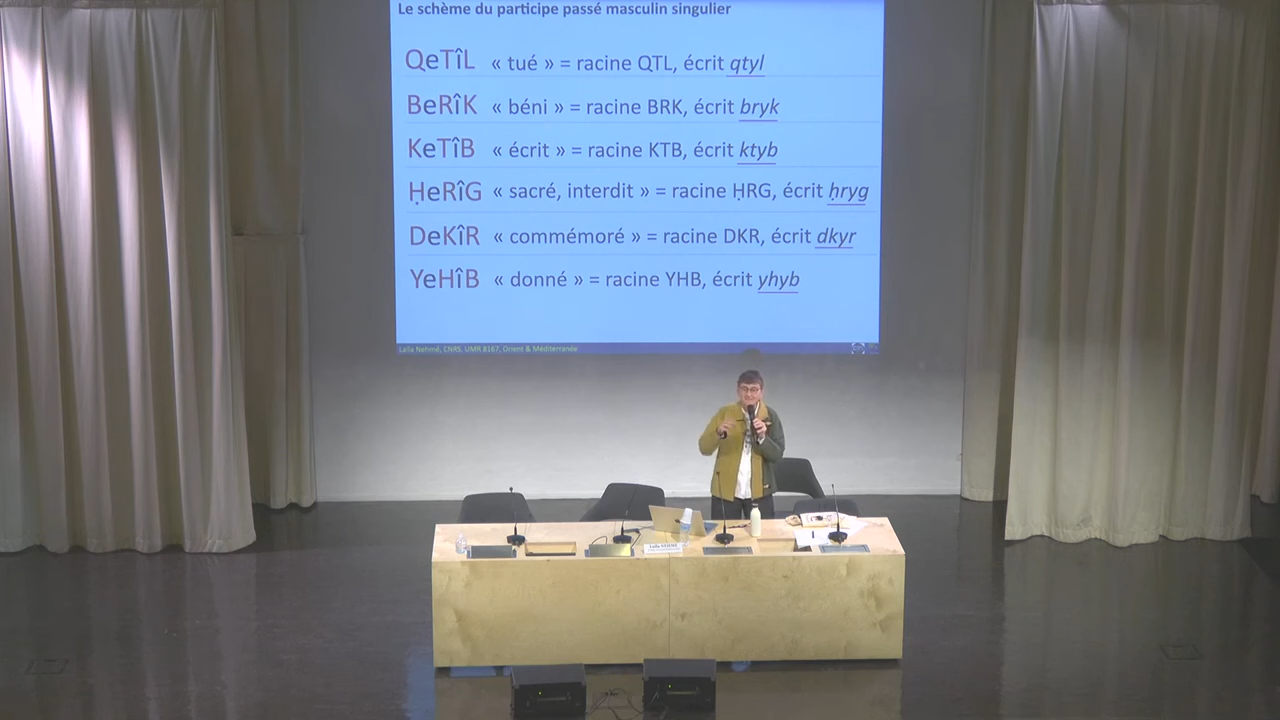 Le schème du participe passé masculin singulier
QeTîL « tué » = racine QTL, écrit qtyl
BeRîK « béni » = racine BRK, écrit bryk
KeTîB « écrit » = racine KTB, écrit ktyb
ḤeRîG « sacré, interdit » = racine ḤRG, écrit ḥryg
DeKîR « commémoré » = racine DKR, écrit dkyr
YeHîB « donné » = racine YHB, écrit yhyb
Laïla Nehmé, CNRS, UMR 8167, Orient & Méditerranée